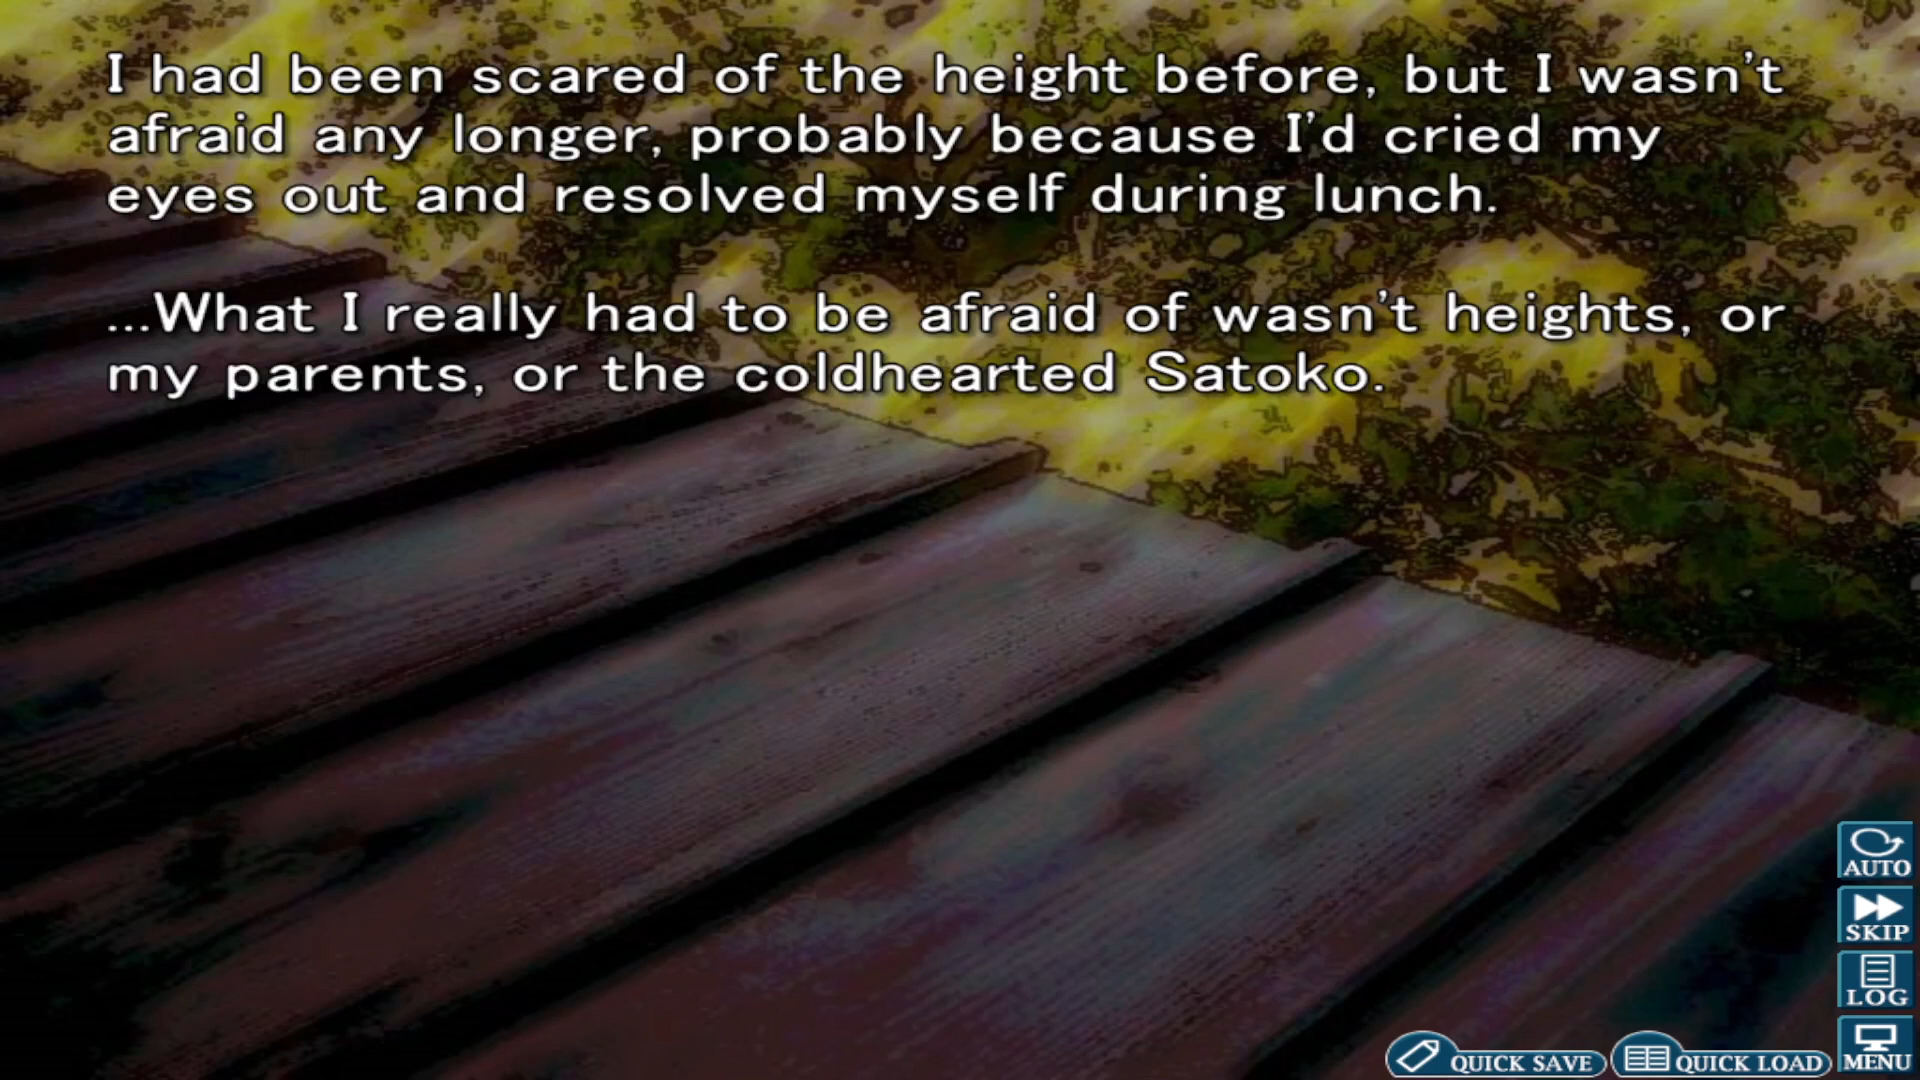 I had been scared of the height before, but I wasn't
afraid any longer, probably because I'd cried my
eyes out and resolved myself during lunch.
...What I really had to be afraid of wasn't heights, or
my parents, or the coldhearted Satoko.
AUTO
SKIP
LOG
MENU
QUICK SAVE
QUICK LOAD